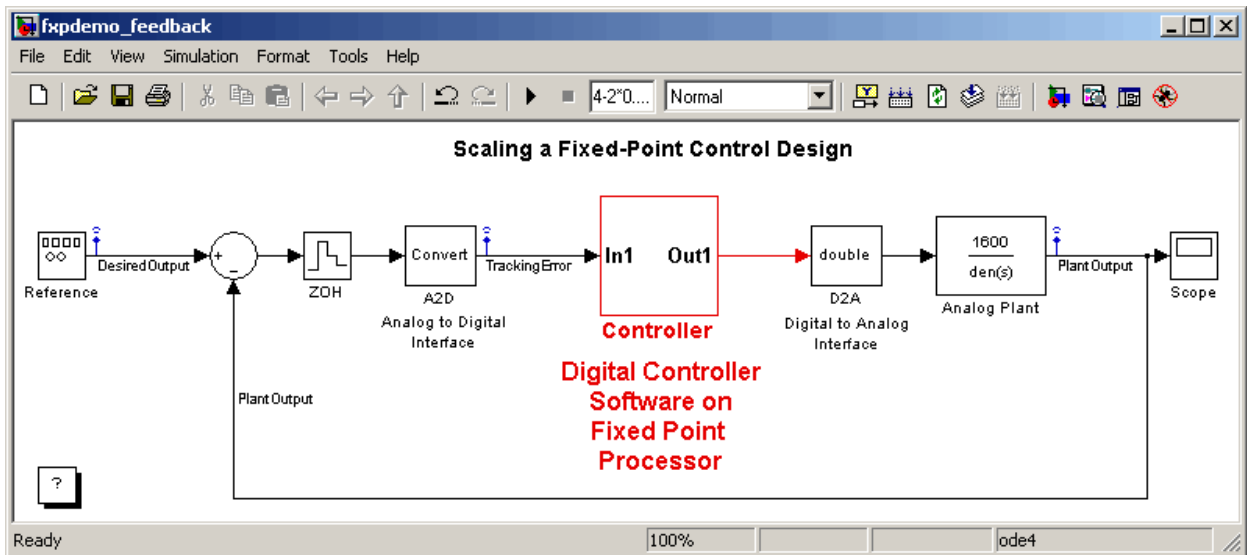 fxpdemo_feedback
File Edit View Simulation Format Tools Help
4-2*0.... Normal
Scaling a Fixed-Point Control Design
Reference
Desired Output
+
−
ZOH
Convert
A2D
Analog to Digital
Interface
Tracking Error
In1 Out1
Controller
Digital Controller
Software on
Fixed Point
Processor
double
D2A
Digital to Analog
Interface
1600
den(s)
Analog Plant
Plant Output
Scope
Plant Output
?
Ready 100% ode4